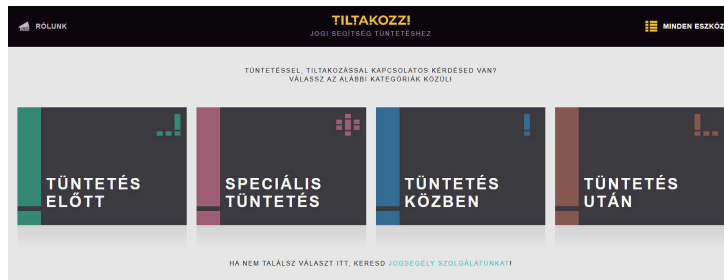 RÓLUNK
TILTAKOZZ!
JOGI SEGÍTSÉG TÜNTETÉSHEZ
MINDEN ESZKÖZ
TÜNTETÉSSEL, TILTAKOZÁSSAL KAPCSOLATOS KÉRDÉSED VAN?
VÁLASSZ AZ ALÁBBI KATEGÓRIÁK KÖZÜL!
TÜNTETÉS
ELŐTT
SPECIÁLIS
TÜNTETÉS
TÜNTETÉS
KÖZBEN
TÜNTETÉS
UTÁN
HA NEM TALÁLSZ VÁLASZT ITT, KERESD JOGSEGÉLY SZOLGÁLATUNKAT!